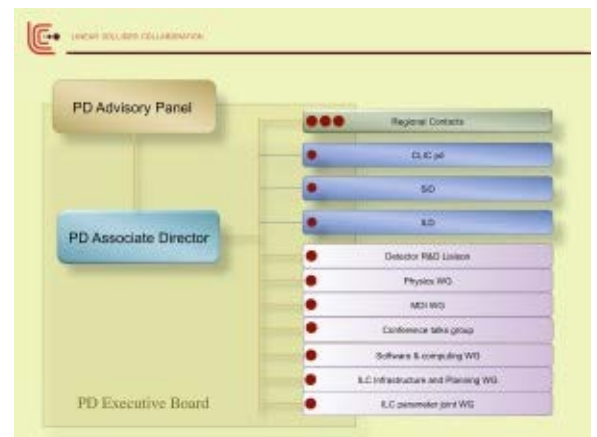 LINEAR COLLIDER COLLABORATION
PD Advisory Panel
Regional Contacts
CLIC pd
SiD
ILD
PD Associate Director
Detector R&D Liaison
Physics WG
MDI WG
Conference talks group
Software & computing WG
ILC Infrastructure and Planning WG
ILC parameter joint WG
PD Executive Board